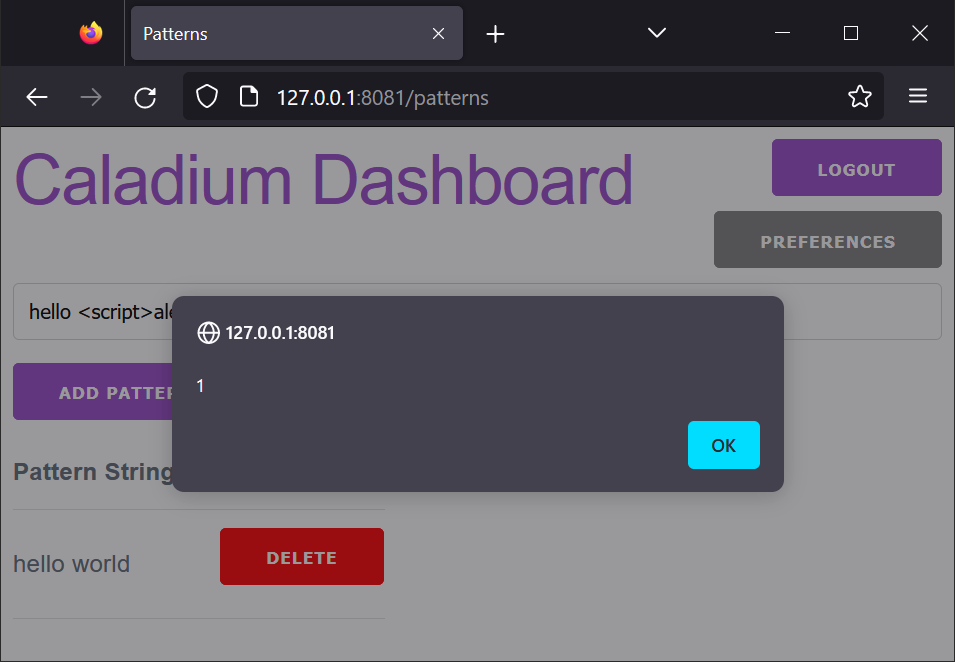 Patterns
127.0.0.1:8081/patterns
Caladium Dashboard
LOGOUT
PREFERENCES
hello <script>ale
127.0.0.1:8081
1
OK
ADD PATTER
Pattern String
hello world
DELETE